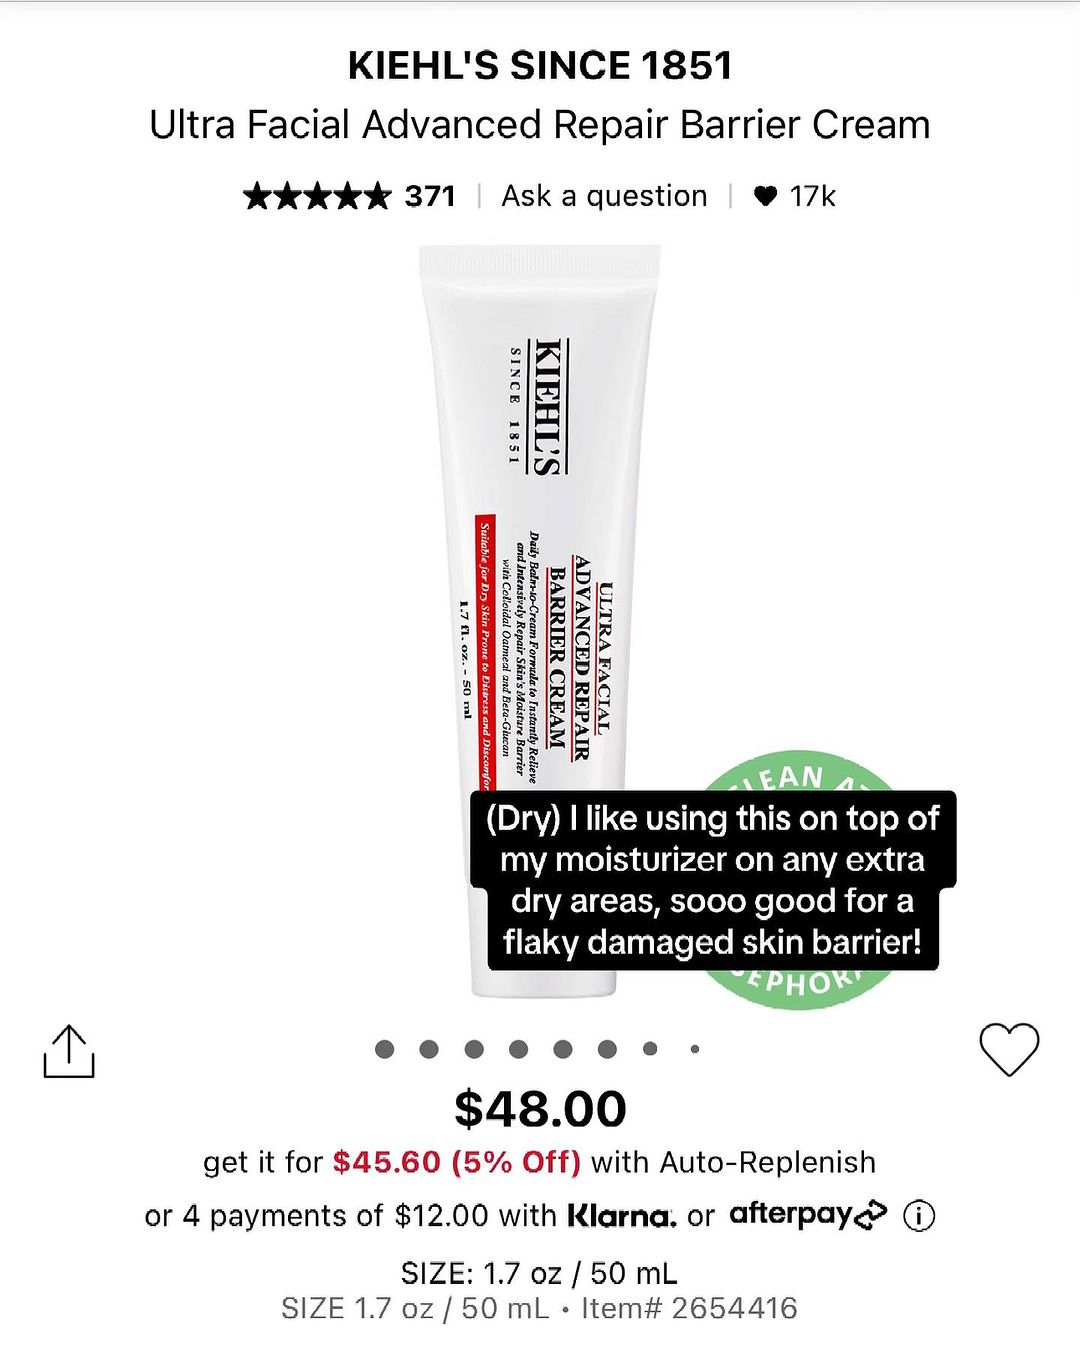 KIEHL'S SINCE 1851
Ultra Facial Advanced Repair Barrier Cream
371 | Ask a question | 17k
KIEHL'S
SINCE 1851
ULTRA FACIAL
ADVANCED REPAIR
BARRIER CREAM
Daily Balm-to-Cream Formula to Instantly Relieve
and Intensively Repair Skin's Moisture Barrier
with Colloidal Oatmeal and Beta-Glucan
Suitable for Dry Skin Prone to Distress and Discomfor
1.7 fl. oz. - 50 ml
CLEAN AT
SEPHORA
(Dry) I like using this on top of
my moisturizer on any extra
dry areas, sooo good for a
flaky damaged skin barrier!
$48.00
get it for $45.60 (5% Off) with Auto-Replenish
or 4 payments of $12.00 with Klarna. or afterpay
SIZE: 1.7 oz / 50 mL
SIZE 1.7 oz / 50 mL • Item# 2654416